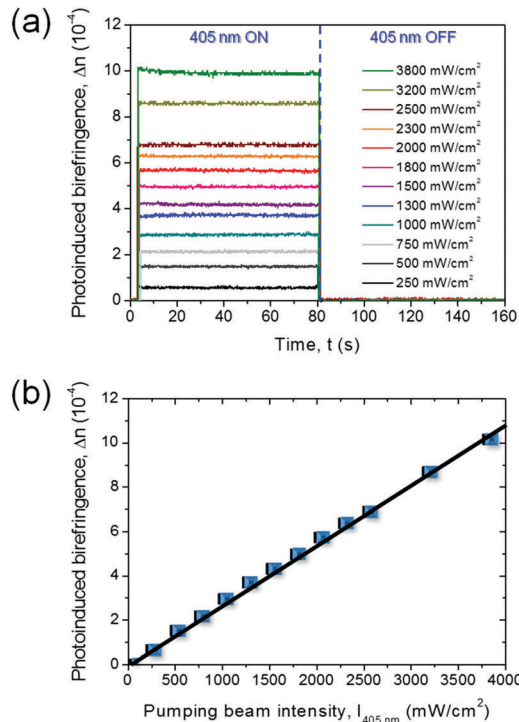 (a)
405 nm ON
405 nm OFF
Photoinduced birefringence, Δn (10⁻⁴)
12
10
8
6
4
2
0
3800 mW/cm²
3200 mW/cm²
2500 mW/cm²
2300 mW/cm²
2000 mW/cm²
1800 mW/cm²
1500 mW/cm²
1300 mW/cm²
1000 mW/cm²
750 mW/cm²
500 mW/cm²
250 mW/cm²
0 20 40 60 80 100 120 140 160
Time, t (s)
(b)
Photoinduced birefringence, Δn (10⁻⁴)
12
10
8
6
4
2
0
0 500 1000 1500 2000 2500 3000 3500 4000
Pumping beam intensity, I₄₀₅ ₙₘ (mW/cm²)